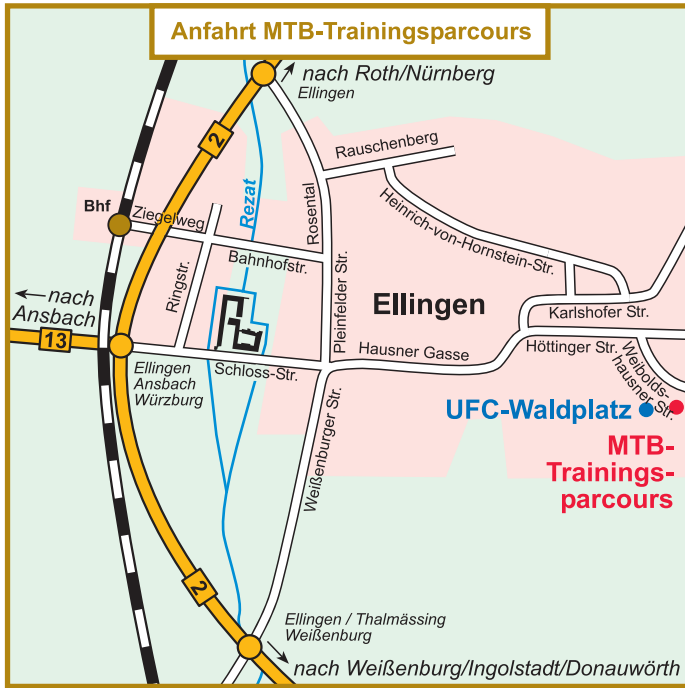 Anfahrt MTB-Trainingsparcours
nach Roth/Nürnberg
Ellingen
2
Rauschenberg
Heinrich-von-Hornstein-Str.
Rezat
Rosental
Bhf
Ziegelweg
Bahnhofstr.
Ringstr.
Pleinfelder Str.
nach
Ansbach
13
Ellingen
Karlshofer Str.
Höttinger Str.
Hausner Gasse
Schloss-Str.
Ellingen
Ansbach
Würzburg
Weibolds-
hausner Str.
UFC-Waldplatz
MTB-
Trainings-
parcours
Weißenburger Str.
2
Ellingen / Thalmässing
Weißenburg
nach Weißenburg/Ingolstadt/Donauwörth